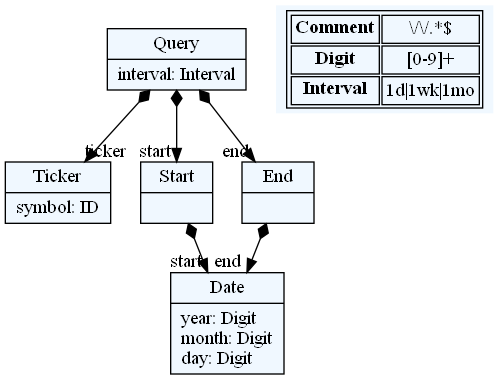 Query
interval: Interval
Comment \/\/.*$
Digit [0-9]+
Interval 1d|1wk|1mo
ticker start end
Ticker
symbol: ID
Start
End
start end
Date
year: Digit
month: Digit
day: Digit